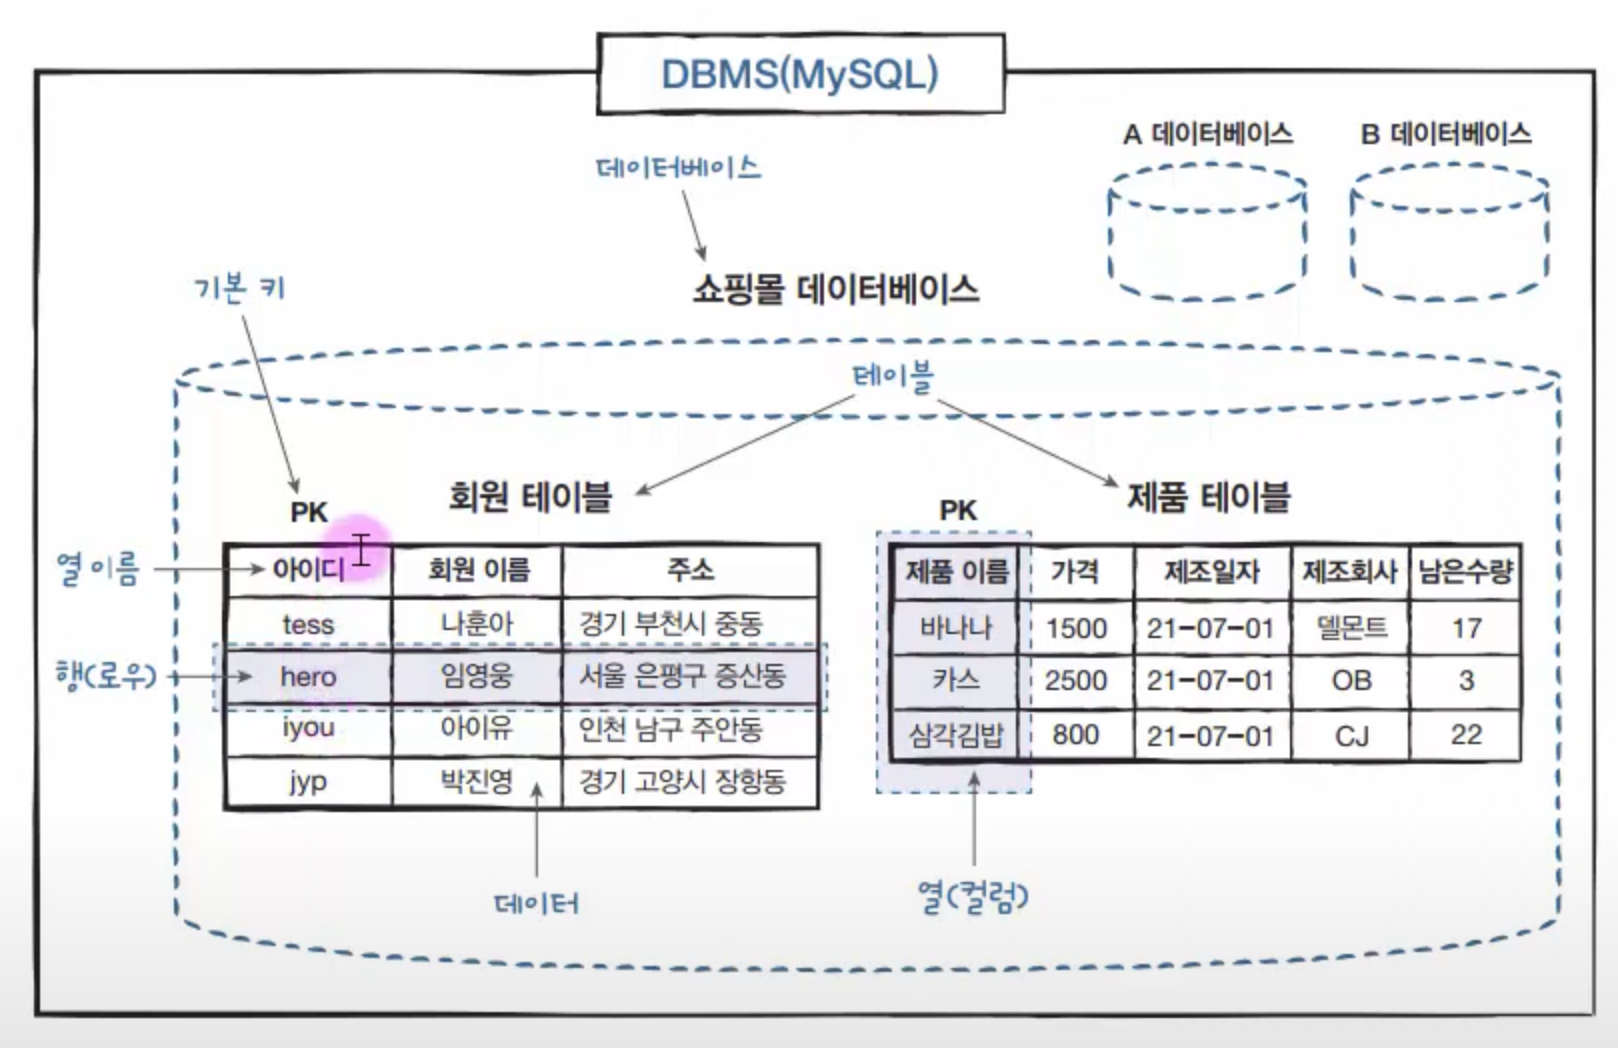 DBMS(MySQL)
A 데이터베이스
B 데이터베이스
데이터베이스
기본 키
쇼핑몰 데이터베이스
테이블
PK
회원 테이블
PK
제품 테이블
열 이름
아이디 회원 이름 주소
tess 나훈아 경기 부천시 중동
행(로우)
hero 임영웅 서울 은평구 증산동
iyou 아이유 인천 남구 주안동
jyp 박진영 경기 고양시 장항동
제품 이름 가격 제조일자 제조회사 남은수량
바나나 1500 21-07-01 델몬트 17
카스 2500 21-07-01 OB 3
삼각김밥 800 21-07-01 CJ 22
데이터
열(컬럼)